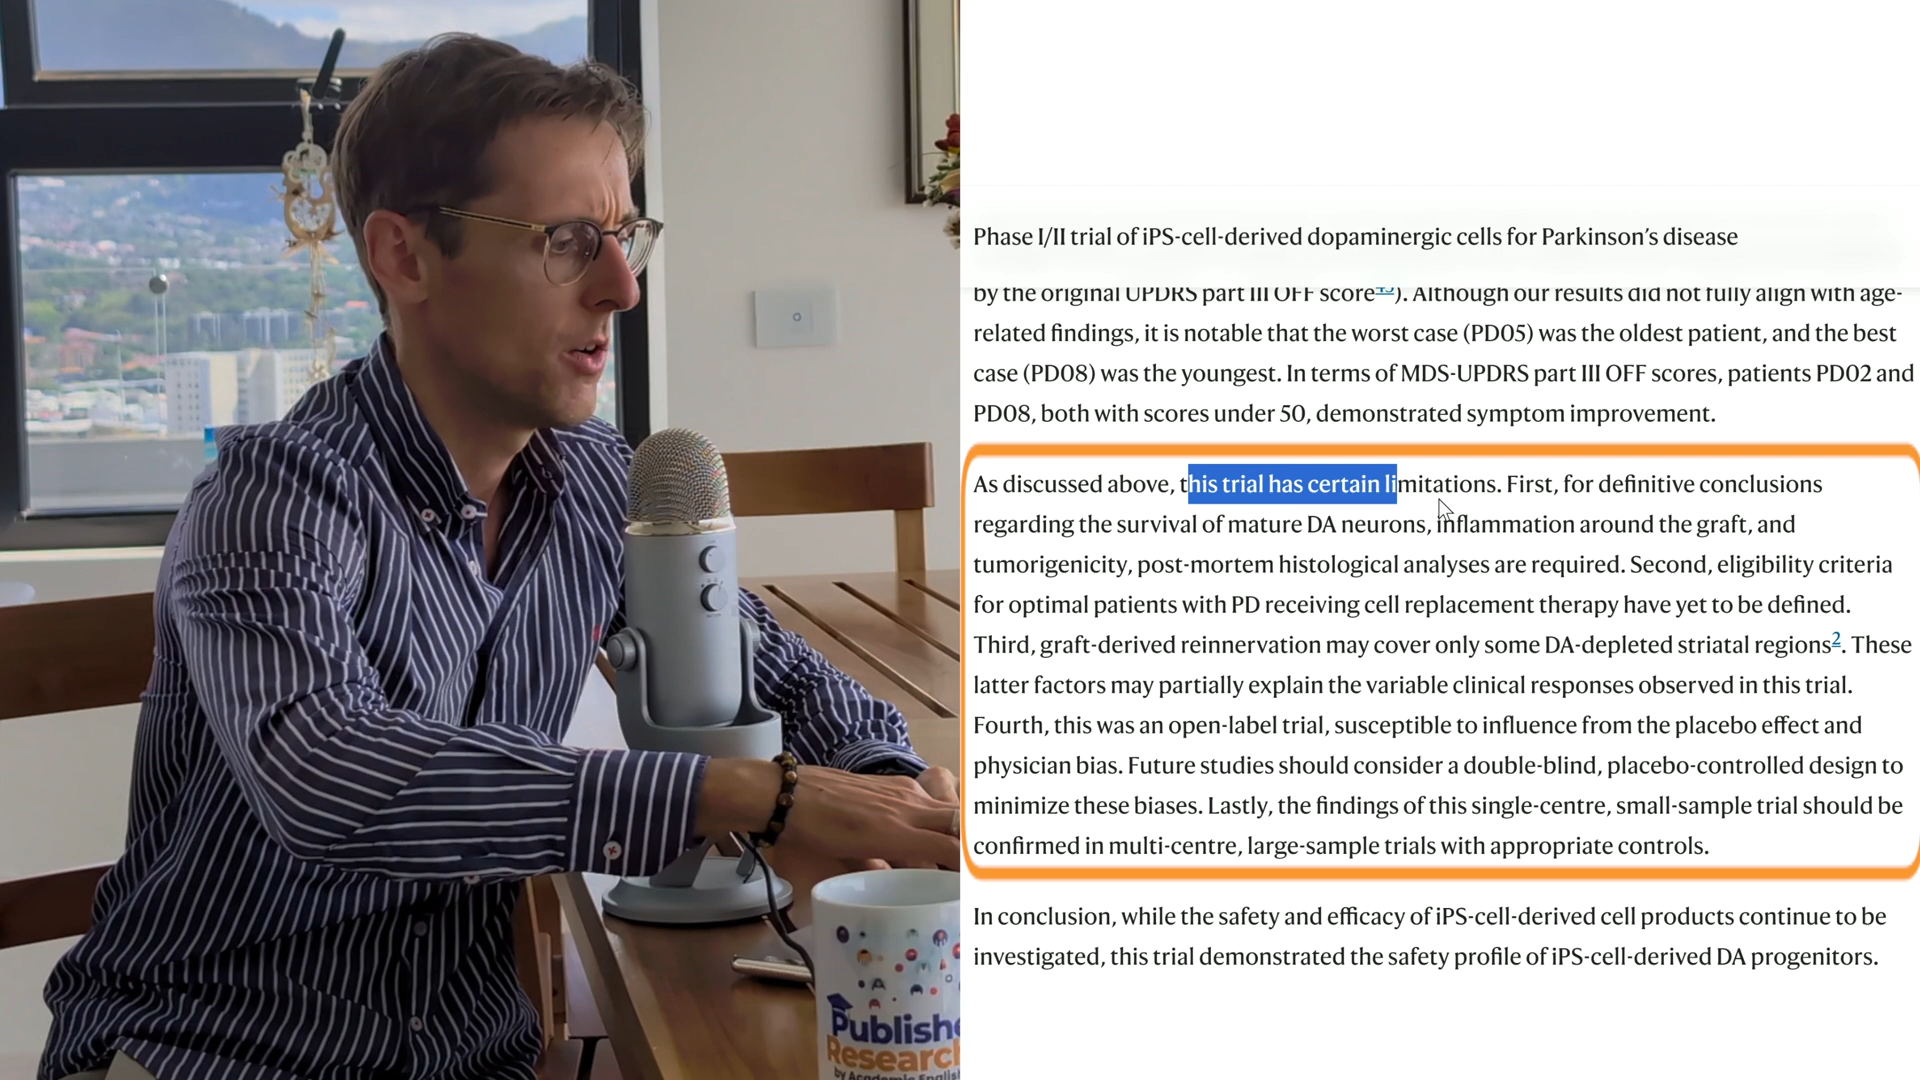 Phase I/II trial of iPS-cell-derived dopaminergic cells for Parkinson's disease
by the original UPDRS part III OFF score45). Although our results did not fully align with age-
related findings, it is notable that the worst case (PD05) was the oldest patient, and the best
case (PD08) was the youngest. In terms of MDS-UPDRS part III OFF scores, patients PD02 and
PD08, both with scores under 50, demonstrated symptom improvement.
As discussed above, this trial has certain limitations. First, for definitive conclusions
regarding the survival of mature DA neurons, inflammation around the graft, and
tumorigenicity, post-mortem histological analyses are required. Second, eligibility criteria
for optimal patients with PD receiving cell replacement therapy have yet to be defined.
Third, graft-derived reinnervation may cover only some DA-depleted striatal regions2. These
latter factors may partially explain the variable clinical responses observed in this trial.
Fourth, this was an open-label trial, susceptible to influence from the placebo effect and
physician bias. Future studies should consider a double-blind, placebo-controlled design to
minimize these biases. Lastly, the findings of this single-centre, small-sample trial should be
confirmed in multi-centre, large-sample trials with appropriate controls.
In conclusion, while the safety and efficacy of iPS-cell-derived cell products continue to be
investigated, this trial demonstrated the safety profile of iPS-cell-derived DA progenitors.
Publishe
Research
by Academic English